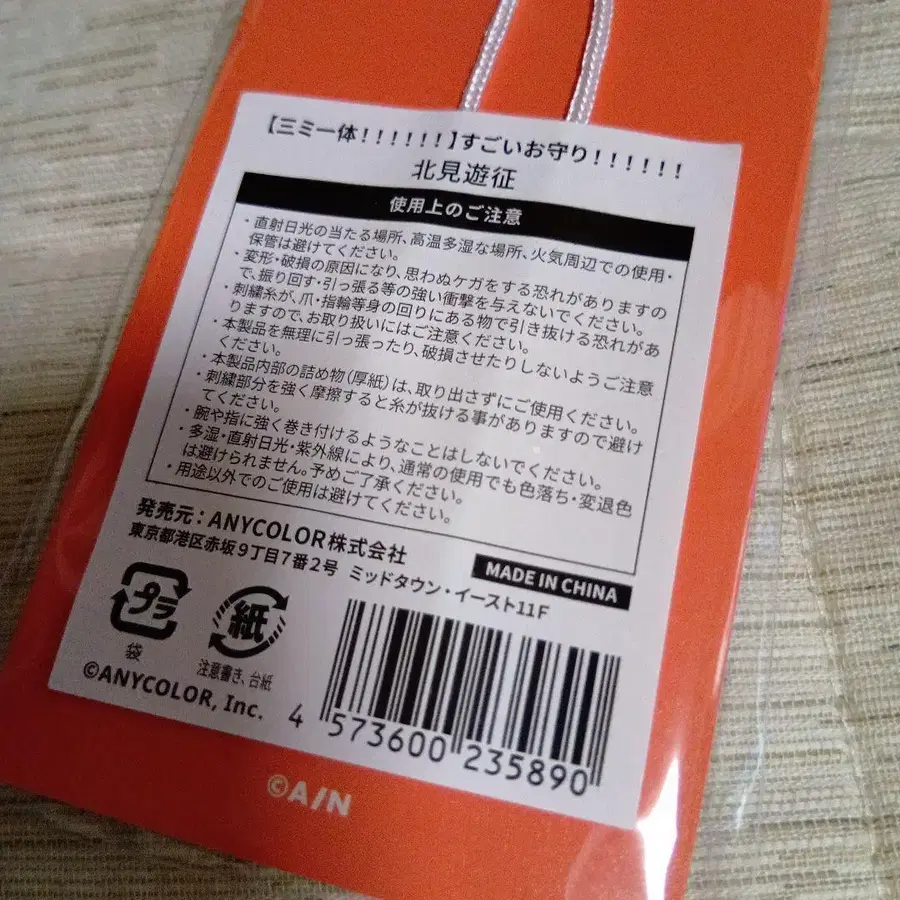 【三ミ一体！！！！！！】すごいお守り！！！！！！
北見遊征
使用上のご注意
・直射日光の当たる場所、高温多湿な場所、火気周辺での使用・
保管は避けてください。
・変形・破損の原因になり、思わぬケガをする恐れがありますの
で、振り回す・引っ張る等の強い衝撃を与えないでください。
・刺繍糸が、爪・指輪等身の回りにある物で引き抜ける恐れがあ
りますので、お取り扱いにはご注意ください。
・本製品を無理に引っ張ったり、破損させたりしないようご注意
ください。
・本製品内部の詰め物（厚紙）は、取り出さずにご使用ください。
・刺繍部分を強く摩擦すると糸が抜ける事がありますので避け
てください。
・腕や指に強く巻き付けるようなことはしないでください。
・多湿・直射日光・紫外線により、通常の使用でも色落ち・変退色
は避けられません。予めご了承ください。
・用途以外でのご使用は避けてください。
発売元：ANYCOLOR株式会社
東京都港区赤坂9丁目7番2号 ミッドタウン・イースト11F
MADE IN CHINA
プラ
袋
紙
注意書き、台紙
©ANYCOLOR, Inc.
4 573600 235890
©A/N